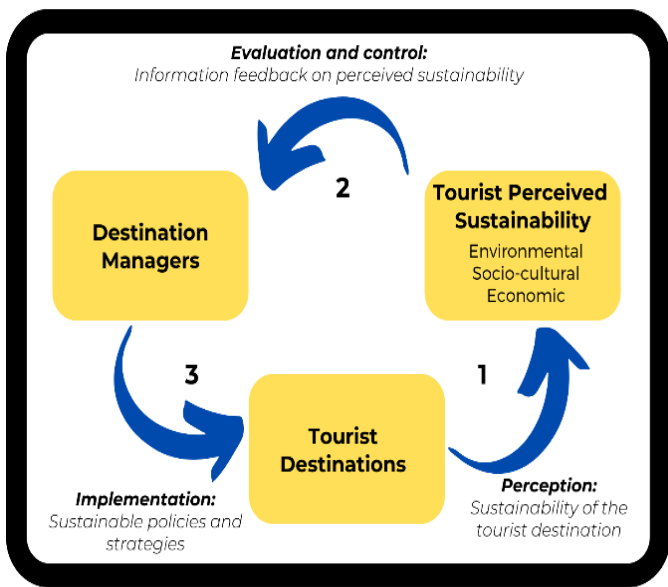 Evaluation and control:
Information feedback on perceived sustainability
2
Destination
Managers
Tourist Perceived
Sustainability
Environmental
Socio-cultural
Economic
3
1
Tourist
Destinations
Implementation:
Sustainable policies and
strategies
Perception:
Sustainability of the
tourist destination